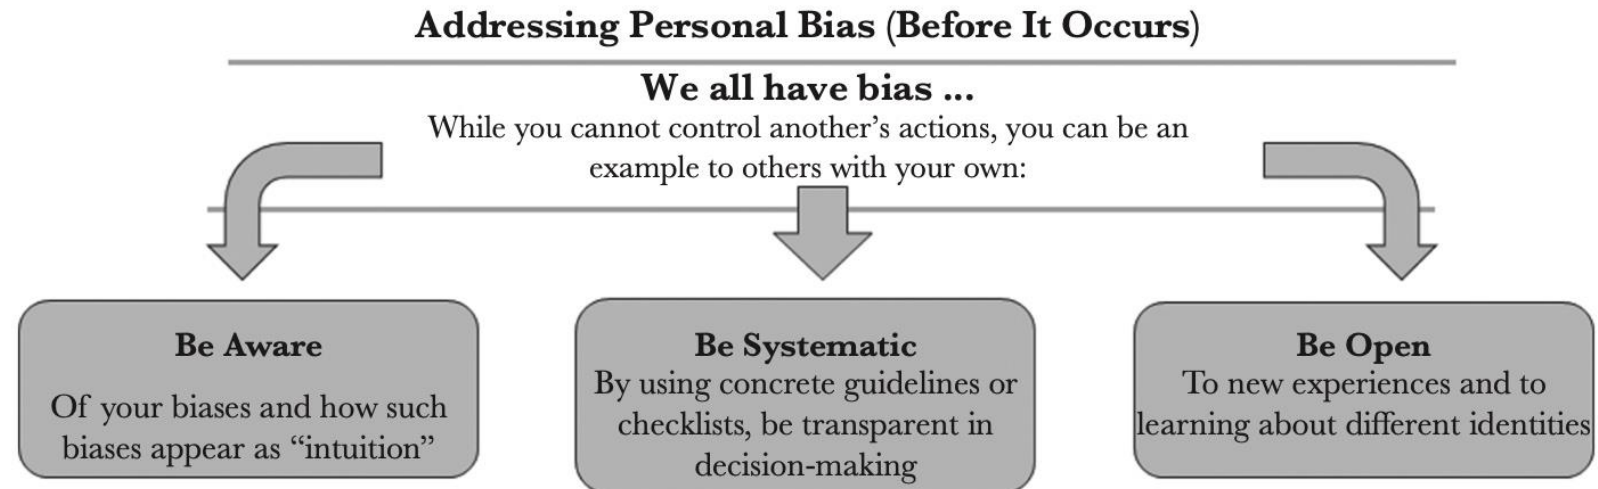 Addressing Personal Bias (Before It Occurs)
We all have bias ...
While you cannot control another’s actions, you can be an
example to others with your own:
Be Aware
Of your biases and how such
biases appear as “intuition”
Be Systematic
By using concrete guidelines or
checklists, be transparent in
decision-making
Be Open
To new experiences and to
learning about different identities